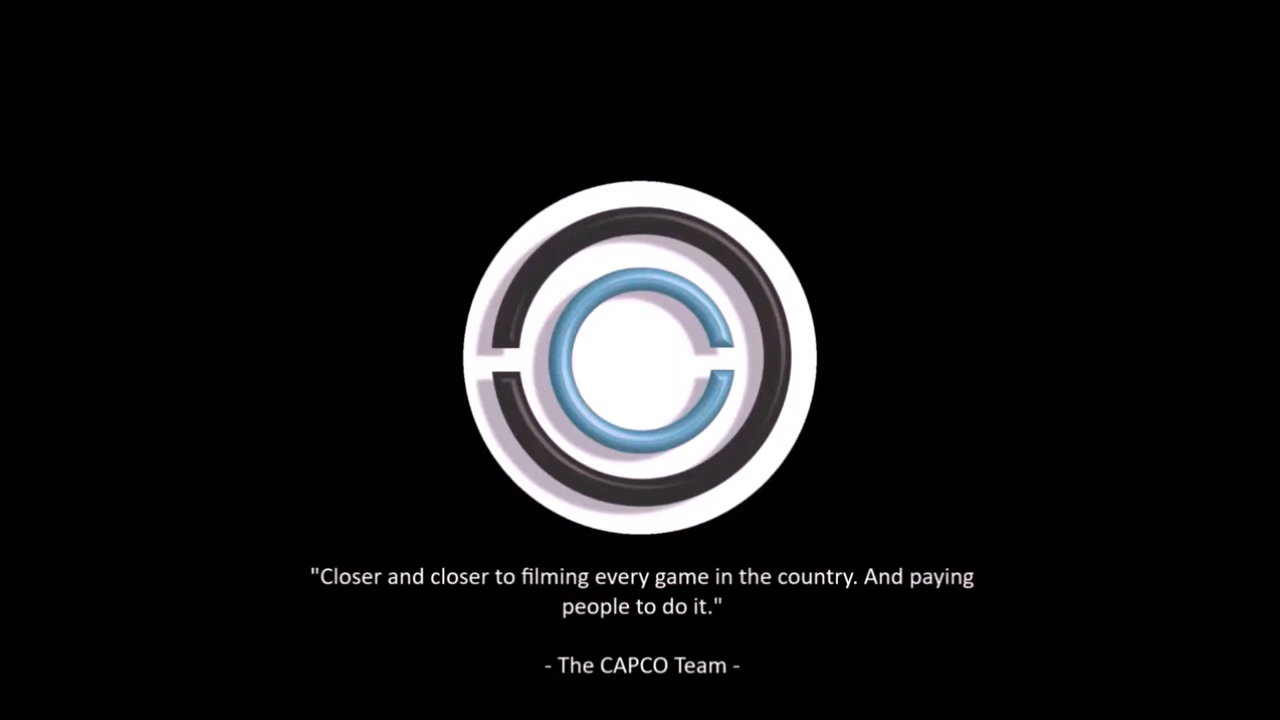 "Closer and closer to filming every game in the country. And paying
people to do it."
- The CAPCO Team -